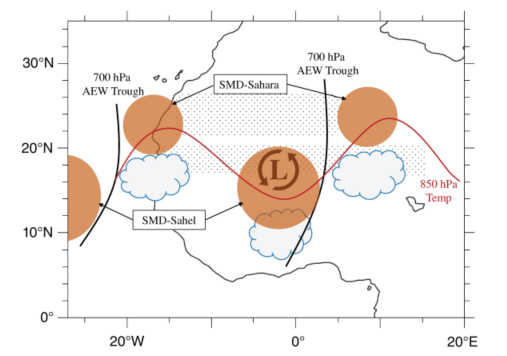 30°N
20°N
10°N
0°
20°W
0°
20°E
700 hPa
AEW Trough
700 hPa
AEW Trough
SMD-Sahara
L
850 hPa
Temp
SMD-Sahel